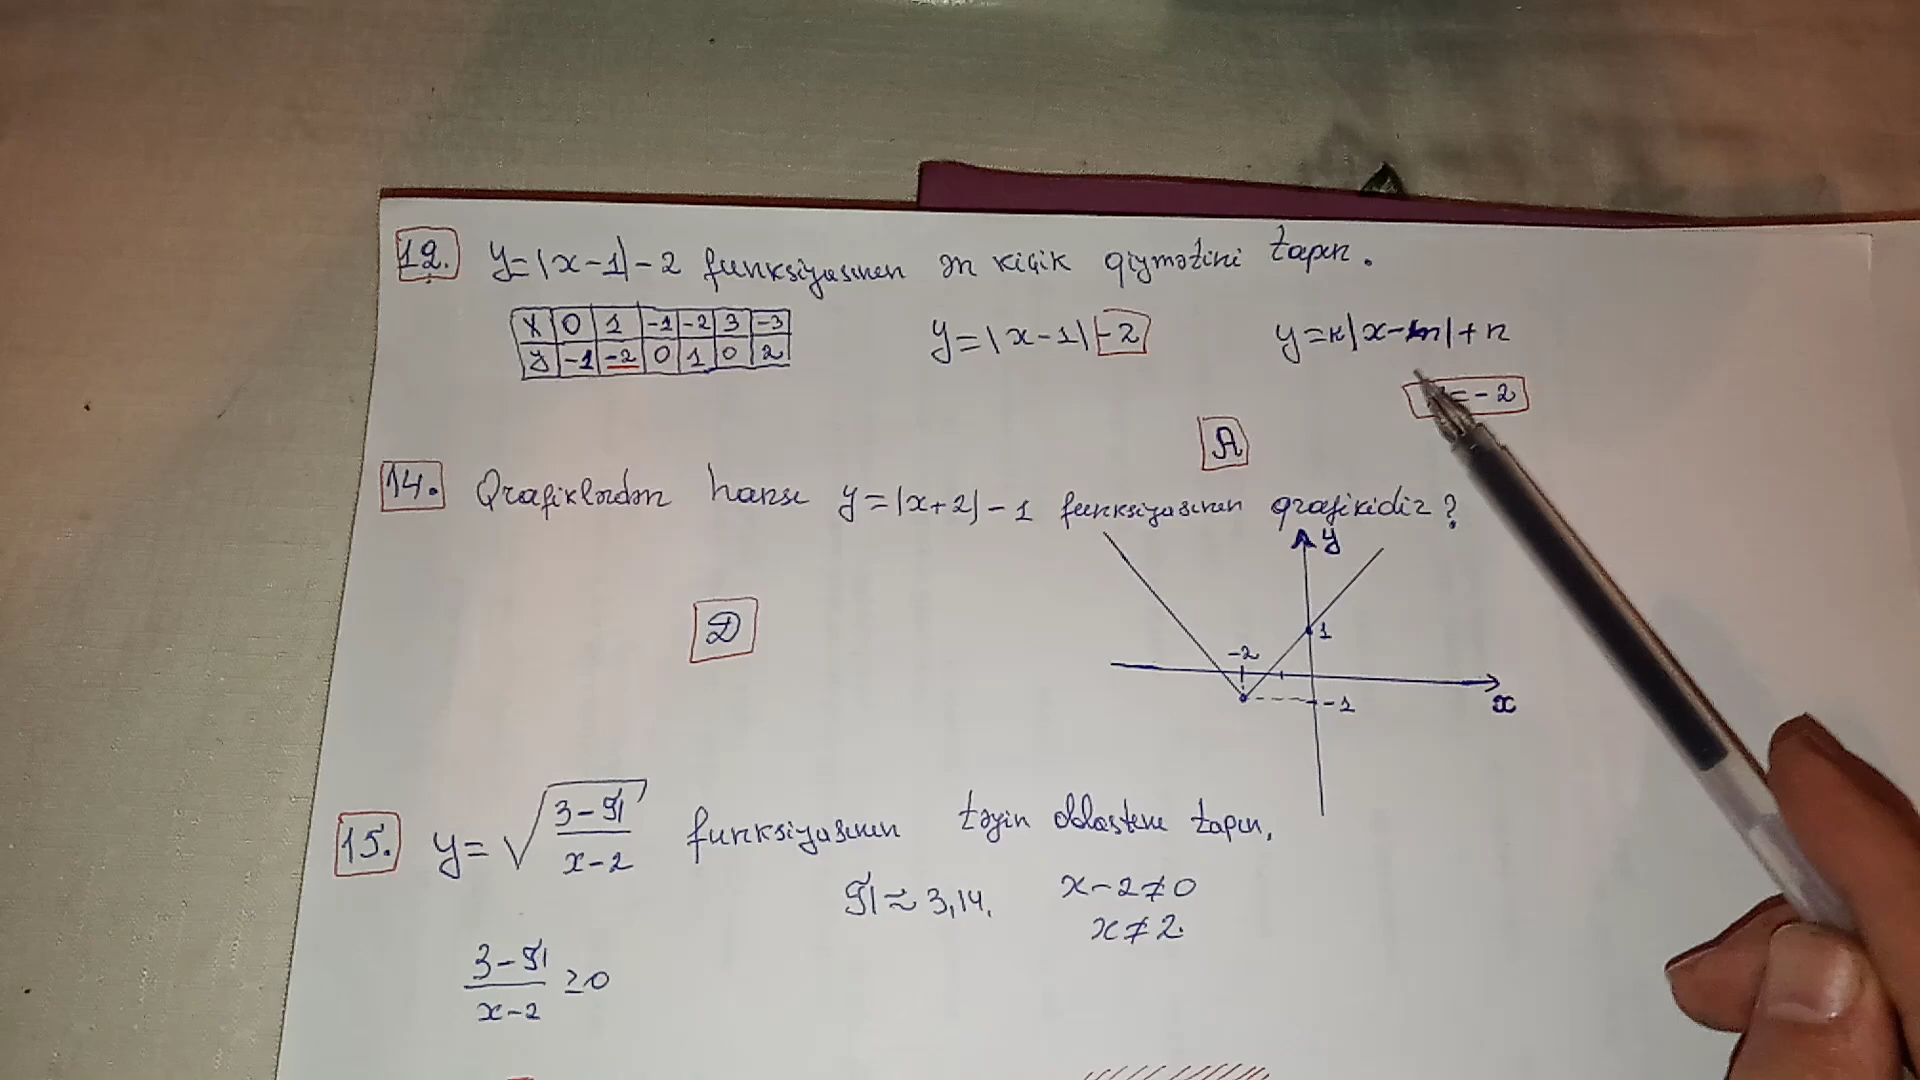 12. y=|x-1|-2 funksiyasının ən kiçik qiymətini tapın.
x 0 1 -1 -2 3 -3
y -1 -2 0 1 0 2
y=|x-1|-2
y=k|x-m|+n
=-2
A
14. Qrafiklərdən hansı y=|x+2|-1 funksiyasının qrafikidir?
y
D
1
-2
x
-1
15. y=√((3-π)/(x-2)) funksiyasının təyin oblastını tapın,
π≈3,14, x-2≠0
x≠2.
(3-π)/(x-2) ≥0